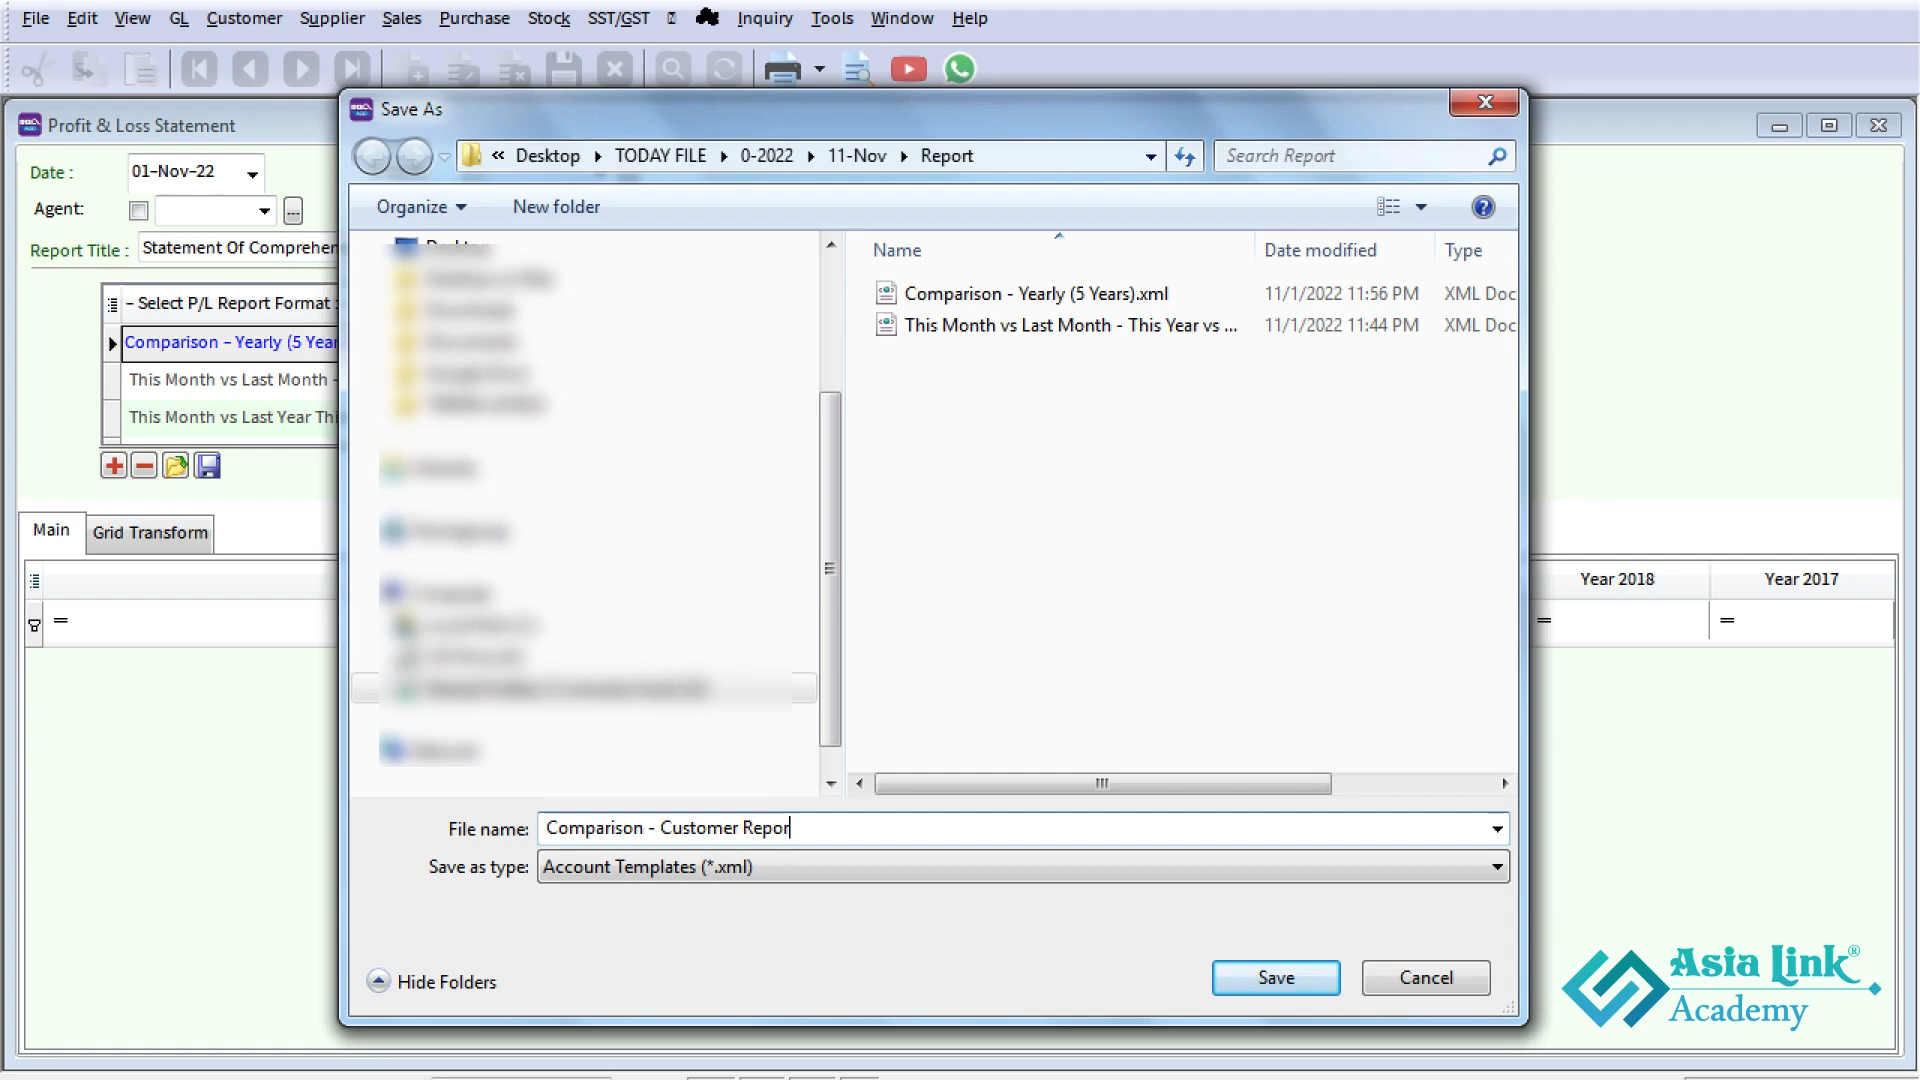 File Edit View GL Customer Supplier Sales Purchase Stock SST/GST Inquiry Tools Window Help
Save As
Profit & Loss Statement
« Desktop TODAY FILE 0-2022 11-Nov Report
Search Report
Date : 01-Nov-22
Agent:
Organize New folder
Report Title : Statement Of Comprehen
Name Date modified Type
- Select P/L Report Format :
Comparison - Yearly (5 Years).xml 11/1/2022 11:56 PM XML Doc
This Month vs Last Month - This Year vs ... 11/1/2022 11:44 PM XML Doc
Comparison - Yearly (5 Year
This Month vs Last Month -
This Month vs Last Year Thi
Main Grid Transform
Year 2018 Year 2017
= = =
File name: Comparison - Customer Repor
Save as type: Account Templates (*.xml)
Hide Folders
Save Cancel
Asia Link®
Academy